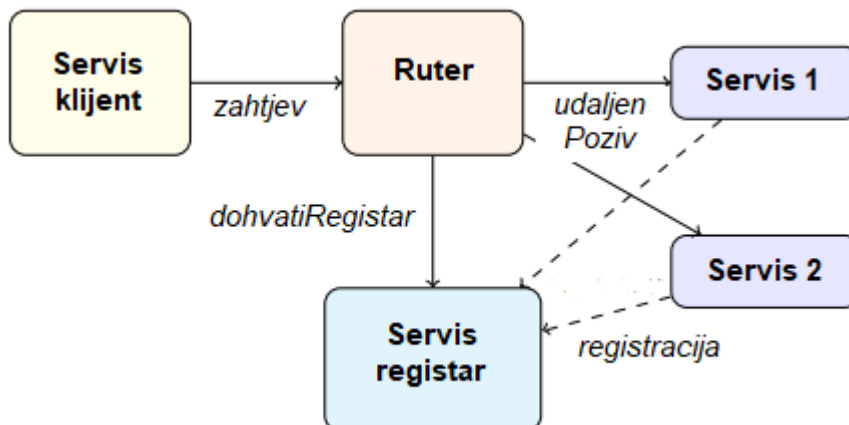 Servis
klijent
zahtjev
Ruter
udaljen
Poziv
Servis 1
dohvatiRegistar
Servis 2
Servis
registar
registracija